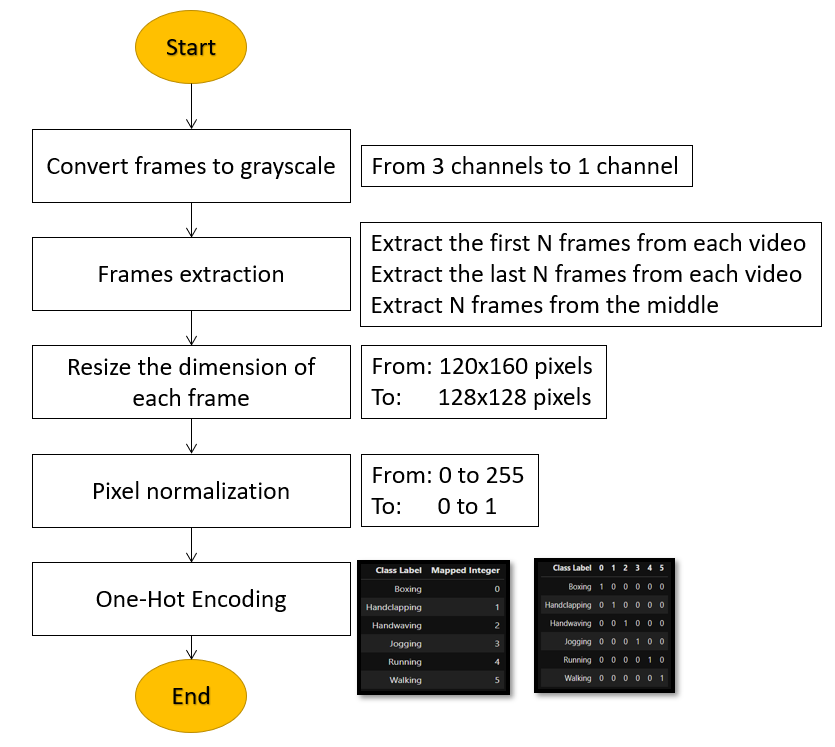 Start
Convert frames to grayscale
From 3 channels to 1 channel
Frames extraction
Extract the first N frames from each video
Extract the last N frames from each video
Extract N frames from the middle
Resize the dimension of
each frame
From: 120x160 pixels
To: 128x128 pixels
Pixel normalization
From: 0 to 255
To: 0 to 1
One-Hot Encoding
Class Label Mapped Integer
Boxing 0
Handclapping 1
Handwaving 2
Jogging 3
Running 4
Walking 5
Class Label 0 1 2 3 4 5
Boxing 1 0 0 0 0 0
Handclapping 0 1 0 0 0 0
Handwaving 0 0 1 0 0 0
Jogging 0 0 0 1 0 0
Running 0 0 0 0 1 0
Walking 0 0 0 0 0 1
End